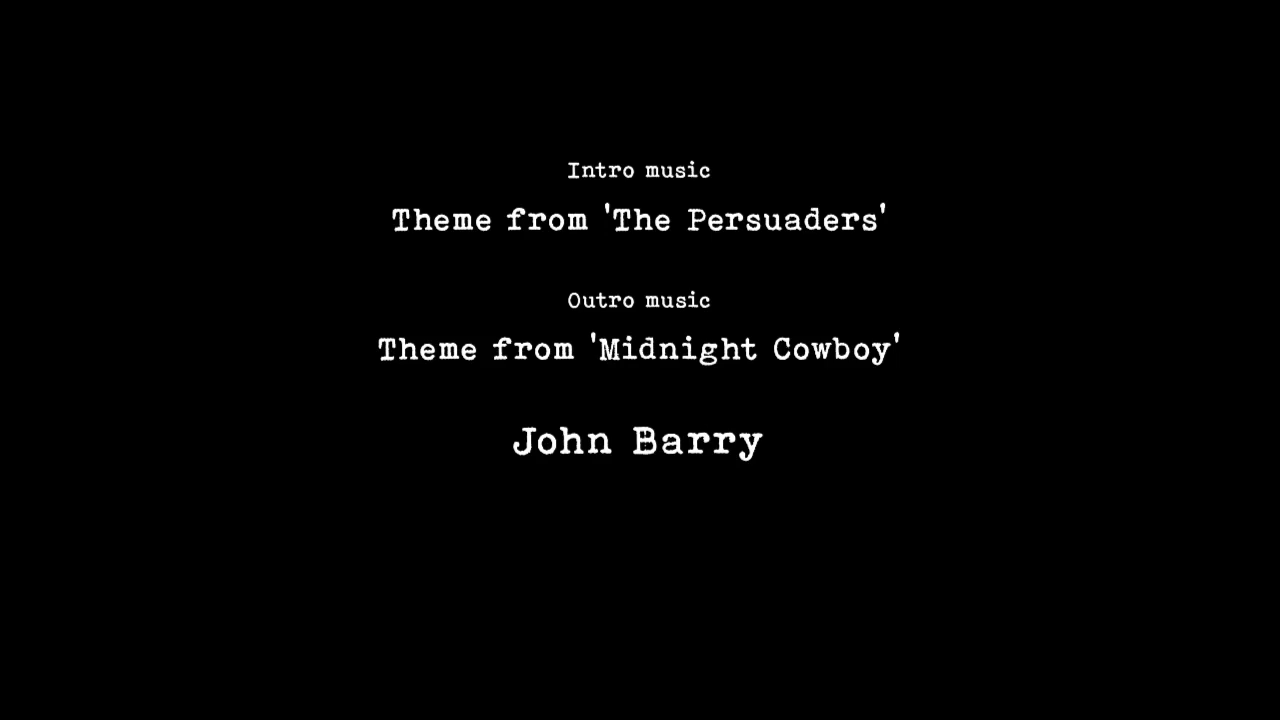 Intro music
Theme from 'The Persuaders'
Outro music
Theme from 'Midnight Cowboy'
John Barry